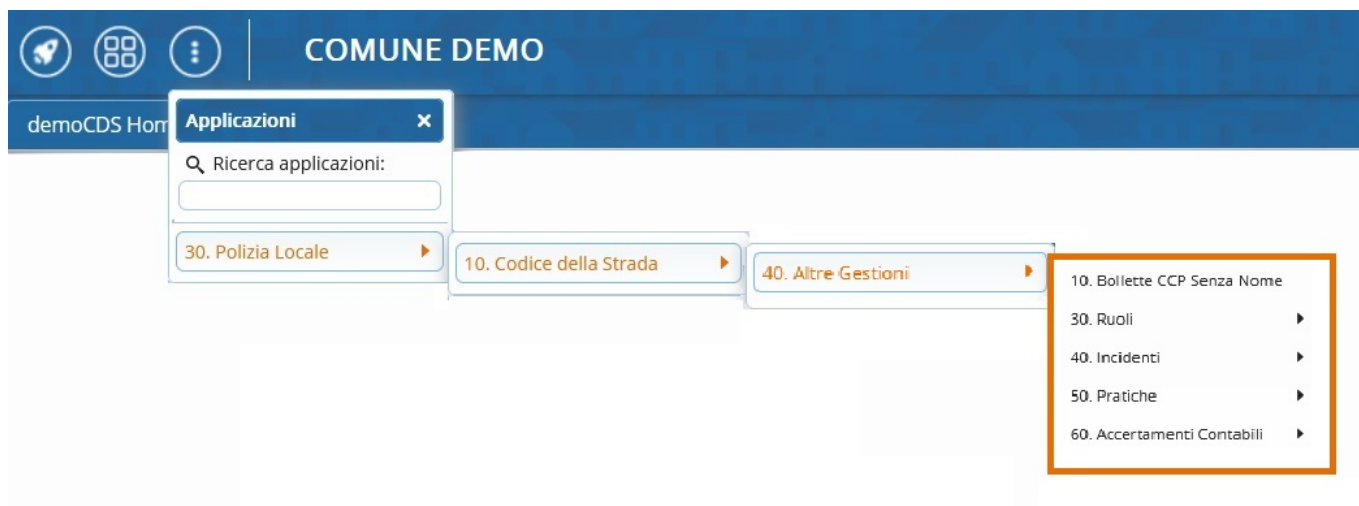 COMUNE DEMO
demoCDS Hom
Applicazioni
Ricerca applicazioni:
30. Polizia Locale
10. Codice della Strada
40. Altre Gestioni
10. Bollette CCP Senza Nome
30. Ruoli
40. Incidenti
50. Pratiche
60. Accertamenti Contabili